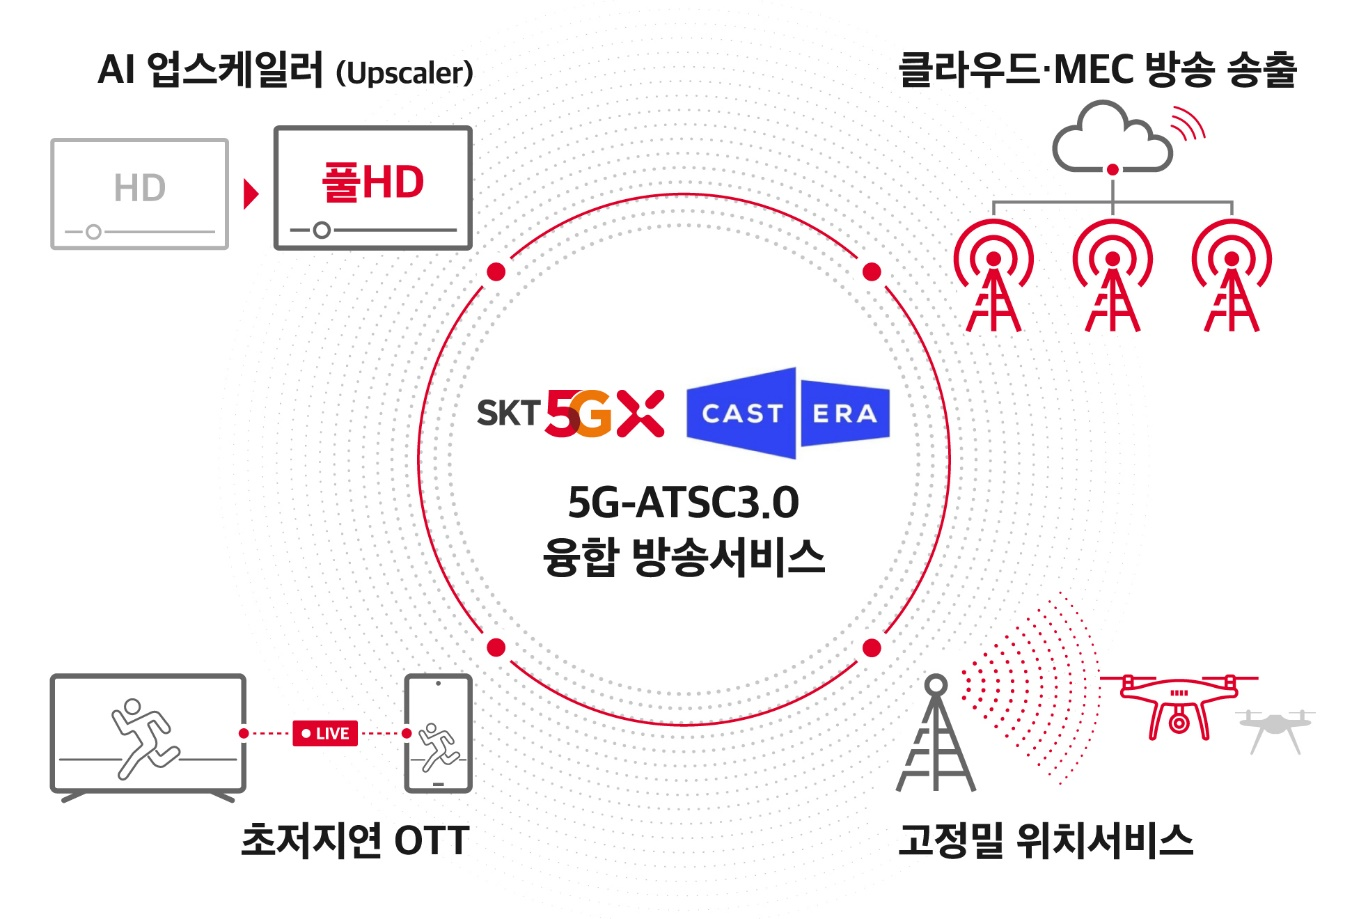 AI 업스케일러 (Upscaler)
HD
풀HD
클라우드·MEC 방송 송출
SKT 5GX
CAST ERA
5G-ATSC3.0
융합 방송서비스
LIVE
초저지연 OTT
고정밀 위치서비스